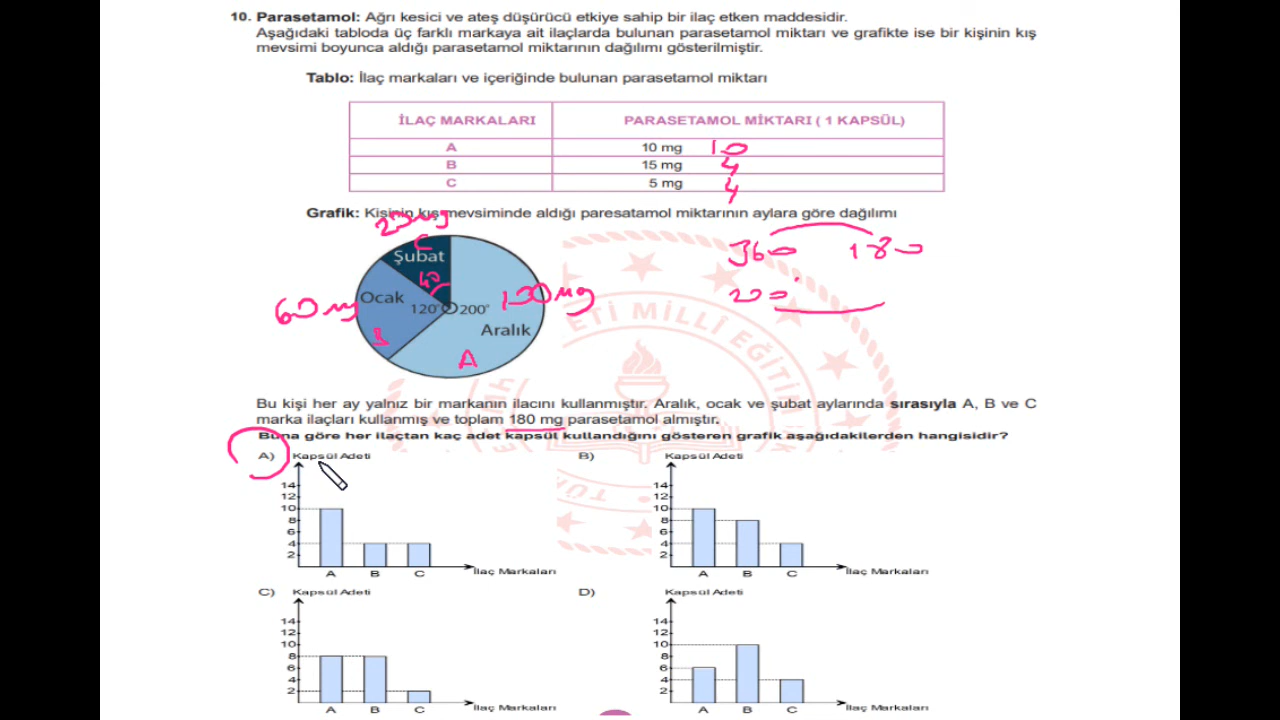 10. Parasetamol: Ağrı kesici ve ateş düşürücü etkiye sahip bir ilaç etken maddesidir.
Aşağıdaki tabloda üç farklı markaya ait ilaçlarda bulunan parasetamol miktarı ve grafikte ise bir kişinin kış
mevsimi boyunca aldığı parasetamol miktarının dağılımı gösterilmiştir.
Tablo: İlaç markaları ve içeriğinde bulunan parasetamol miktarı
İLAÇ MARKALARI PARASETAMOL MİKTARI ( 1 KAPSÜL)
A 10 mg 10
B 15 mg 4
C 5 mg 4
Grafik: Kişinin kış mevsiminde aldığı paresatamol miktarının aylara göre dağılımı
20 mg
C
Şubat
40
360 180
200
Ocak
60 mg
120° 200°
100 mg
B
Aralık
A
ETİ MİLLÎ EĞİTİM
Bu kişi her ay yalnız bir markanın ilacını kullanmıştır. Aralık, ocak ve şubat aylarında sırasıyla A, B ve C
marka ilaçları kullanmış ve toplam 180 mg parasetamol almıştır.
Buna göre her ilaçtan kaç adet kapsül kullandığını gösteren grafik aşağıdakilerden hangisidir?
A) Kapsül Adeti
14
12
10
8
6
4
2
A B C İlaç Markaları
B) Kapsül Adeti
14
12
10
8
6
4
2
A B C İlaç Markaları
C) Kapsül Adeti
14
12
10
8
6
4
2
A B C İlaç Markaları
D) Kapsül Adeti
14
12
10
8
6
4
2
A B C İlaç Markaları